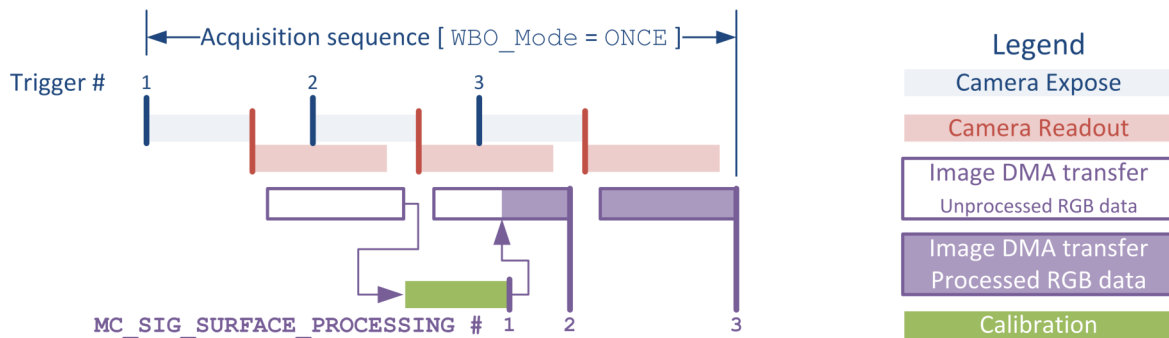 Acquisition sequence [ WBO_Mode = ONCE ]
Trigger # 1 2 3
MC_SIG_SURFACE_PROCESSING # 1 2 3
Legend
Camera Expose
Camera Readout
Image DMA transfer
Unprocessed RGB data
Image DMA transfer
Processed RGB data
Calibration